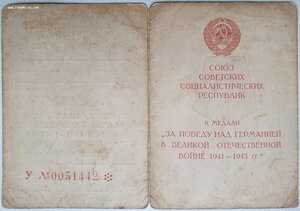 У №0051442
СОЮЗ
СОВЕТСКИХ
СОЦИАЛИСТИЧЕСКИХ
РЕСПУБЛИК
К МЕДАЛИ
„ЗА ПОБЕДУ НАД ГЕРМАНИЕЙ
В ВЕЛИКОЙ ОТЕЧЕСТВЕННОЙ
ВОЙНЕ 1941—1945 гг."